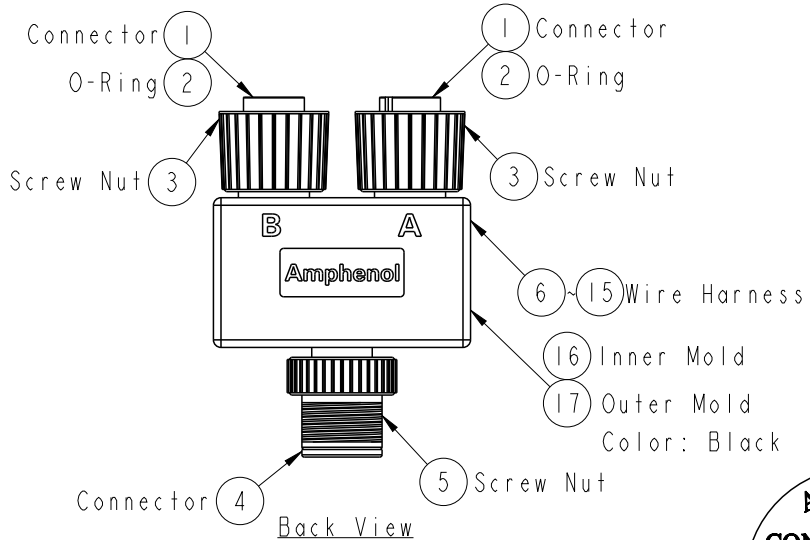 Connector 1
1 Connector
O-Ring 2
2 O-Ring
Screw Nut 3
3 Screw Nut
B A
Amphenol
6 ~ 15 Wire Harness
16 Inner Mold
17 Outer Mold
Color: Black
5 Screw Nut
Connector 4
Back View